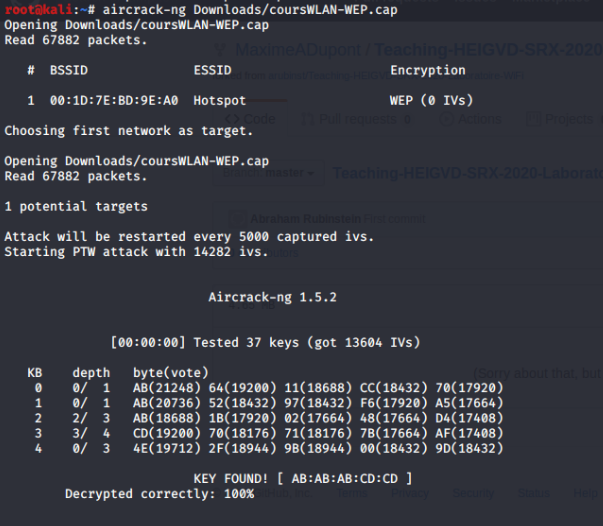 root@kali:~# aircrack-ng Downloads/coursWLAN-WEP.cap
Opening Downloads/coursWLAN-WEP.cap
Read 67882 packets.
MaximeADupont / Teaching-HEIGVD-SRX-2020
# BSSID ESSID Encryption
1 00:1D:7E:BD:9E:A0 Hotspot WEP (0 IVs)
Code Pull requests 0 Actions Projects
Choosing first network as target.
Opening Downloads/coursWLAN-WEP.cap
Read 67882 packets.
Branch: master Teaching-HEIGVD-SRX-2020-Laborato
1 potential targets
Abraham Rubinstein First commit
Attack will be restarted every 5000 captured ivs.
Starting PTW attack with 14282 ivs.
Aircrack-ng 1.5.2
[00:00:00] Tested 37 keys (got 13604 IVs)
KB depth byte(vote)
(Sorry about that, but
0 0/ 1 AB(21248) 64(19200) 11(18688) CC(18432) 70(17920)
1 0/ 1 AB(20736) 52(18432) 97(18432) F6(17920) A5(17664)
2 2/ 3 AB(18688) 1B(17920) 02(17664) 48(17664) D4(17408)
3 3/ 4 CD(19200) 70(18176) 71(18176) 7B(17664) AF(17408)
4 0/ 3 4E(19712) 2F(18944) 9B(18944) 00(18432) 9D(18432)
KEY FOUND! [ AB:AB:AB:CD:CD ]
Decrypted correctly: 100%
Terms Privacy Security Status Help